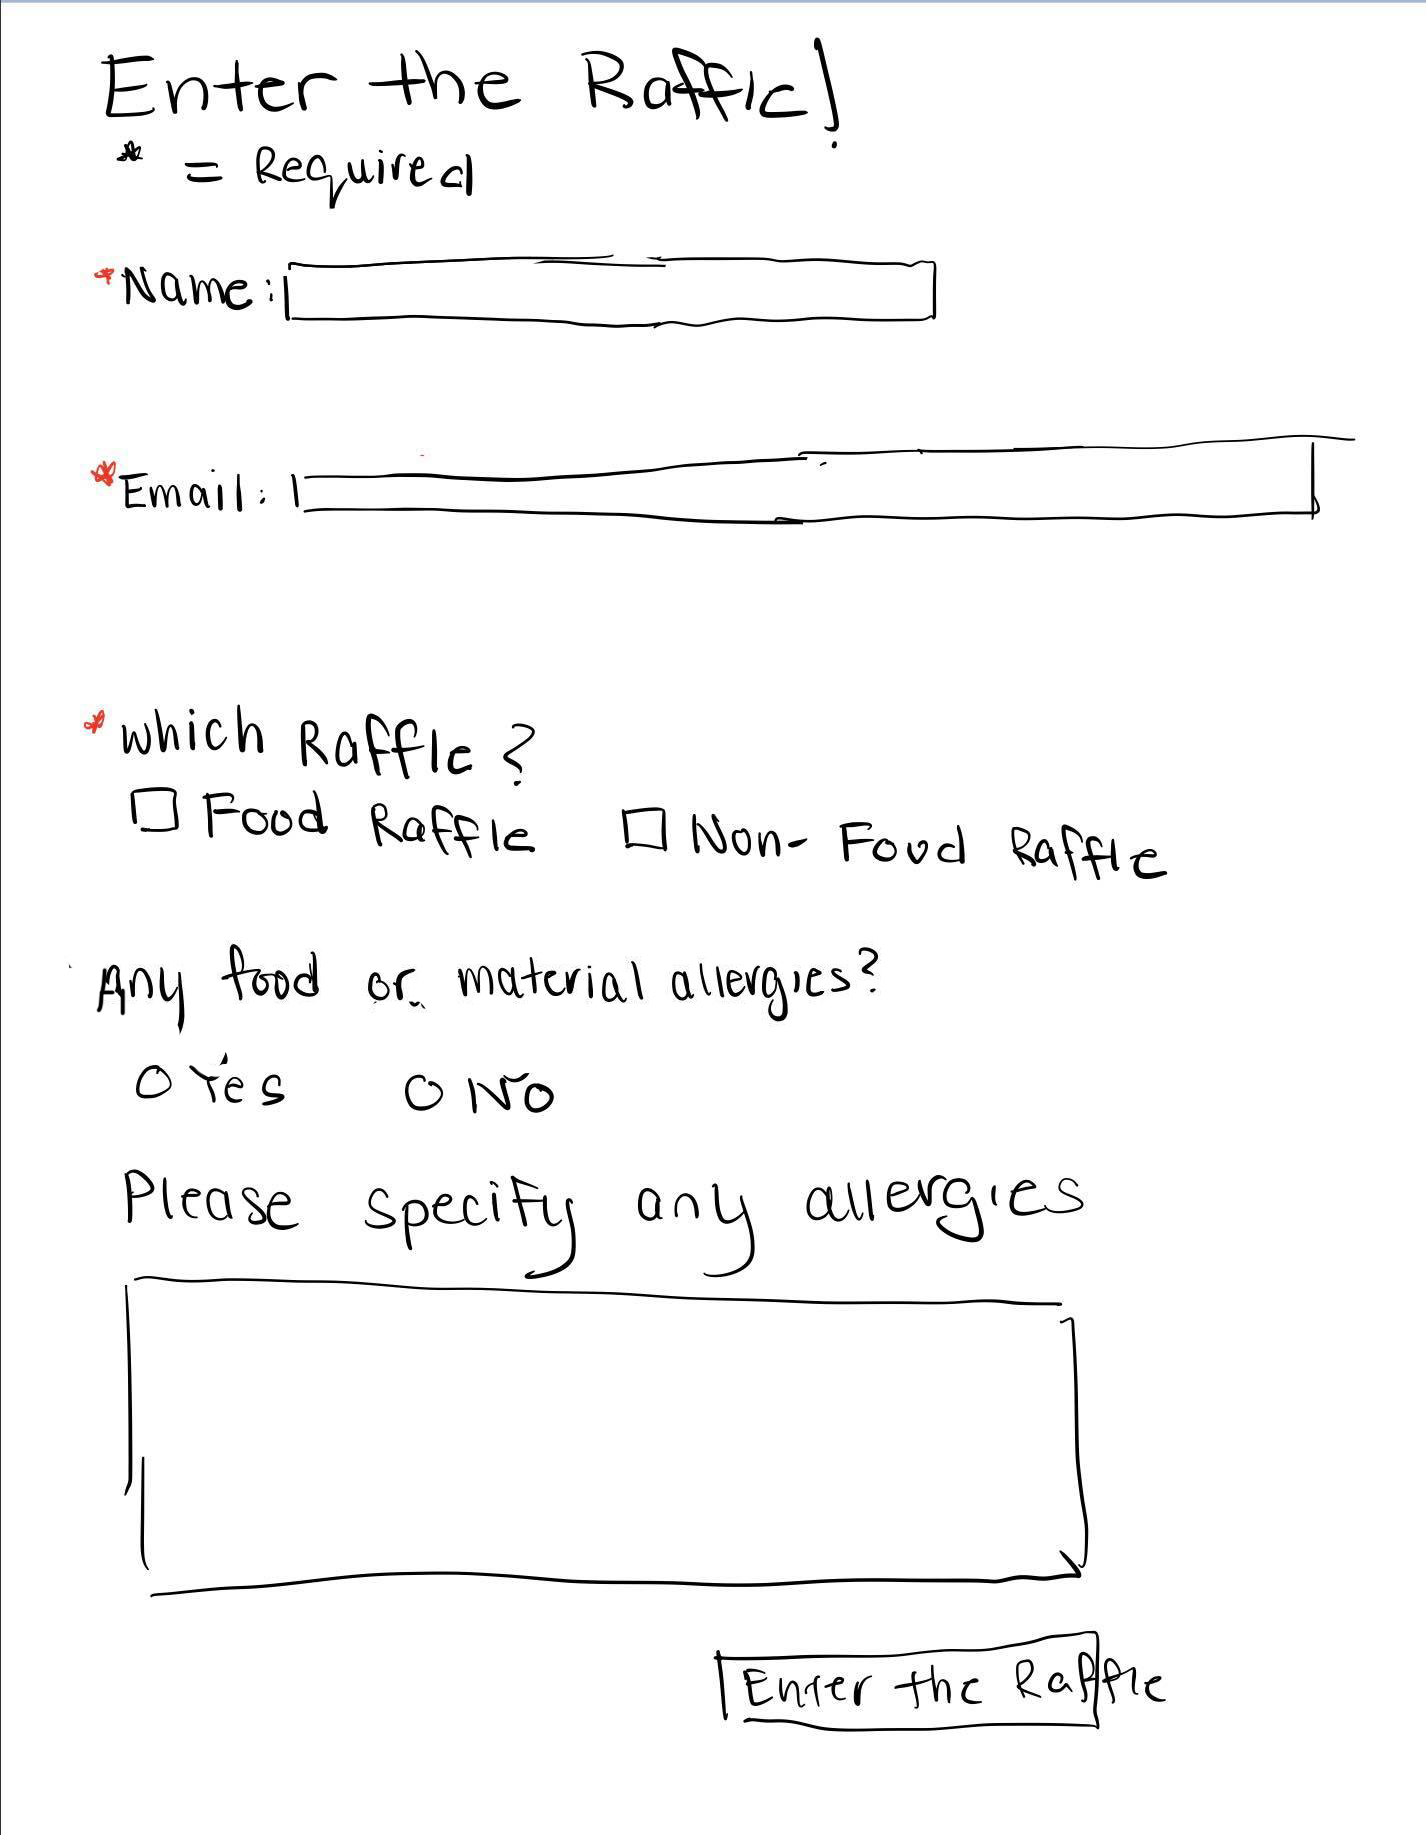 Enter the Raffle!
* = Required
*Name:
*Email:
*which Raffle?
Food Raffle Non-Food Raffle
Any food or material allergies?
Yes No
Please specify any allergies
Enter the Raffle